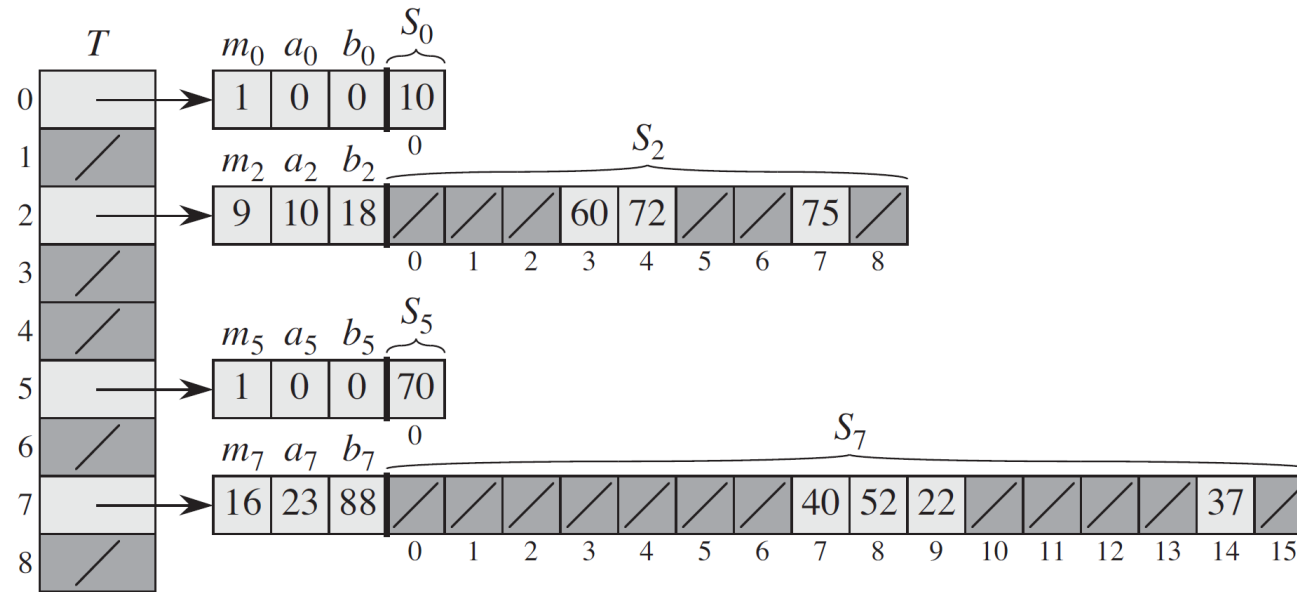 T
m₀ a₀ b₀ S₀
0 1 0 0 10
0
1
m₂ a₂ b₂ S₂
2 9 10 18 60 72 75
0 1 2 3 4 5 6 7 8
3
4
m₅ a₅ b₅ S₅
5 1 0 0 70
0
6
m₇ a₇ b₇ S₇
7 16 23 88 40 52 22 37
0 1 2 3 4 5 6 7 8 9 10 11 12 13 14 15
8